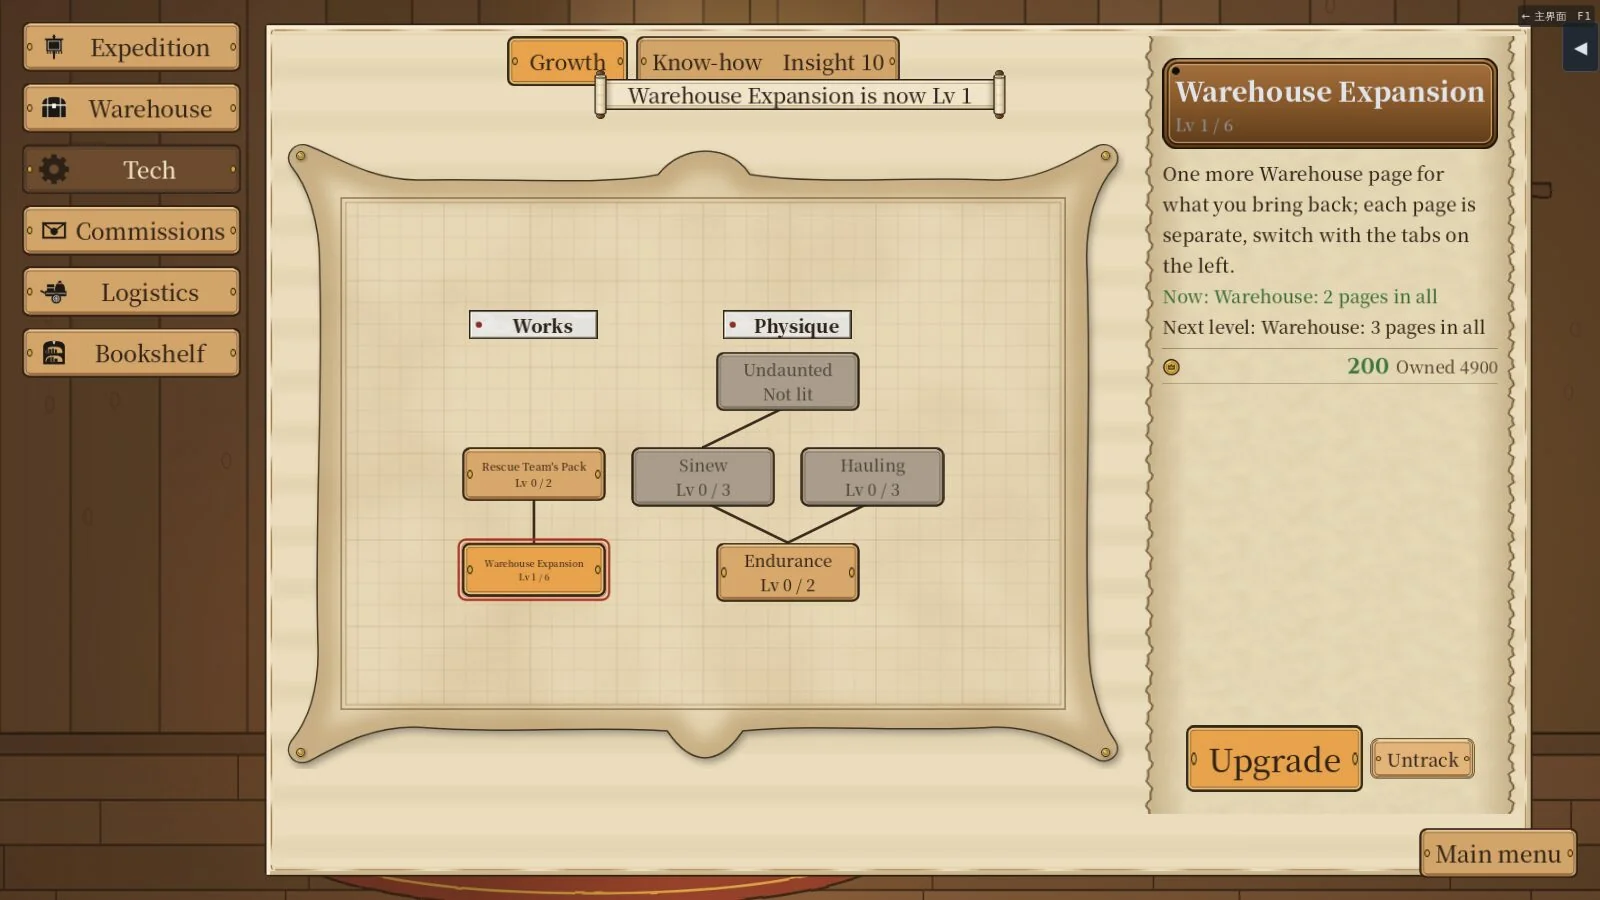 ← 主界面 F1
Expedition
Warehouse
Tech
Commissions
Logistics
Bookshelf
Growth
Know-how Insight 10
Warehouse Expansion is now Lv 1
Works
Physique
Undaunted
Not lit
Rescue Team's Pack
Lv 0 / 2
Sinew
Lv 0 / 3
Hauling
Lv 0 / 3
Warehouse Expansion
Lv 1 / 6
Endurance
Lv 0 / 2
Warehouse Expansion
Lv 1 / 6
One more Warehouse page for
what you bring back; each page is
separate, switch with the tabs on
the left.
Now: Warehouse: 2 pages in all
Next level: Warehouse: 3 pages in all
200 Owned 4900
Upgrade
Untrack
Main menu